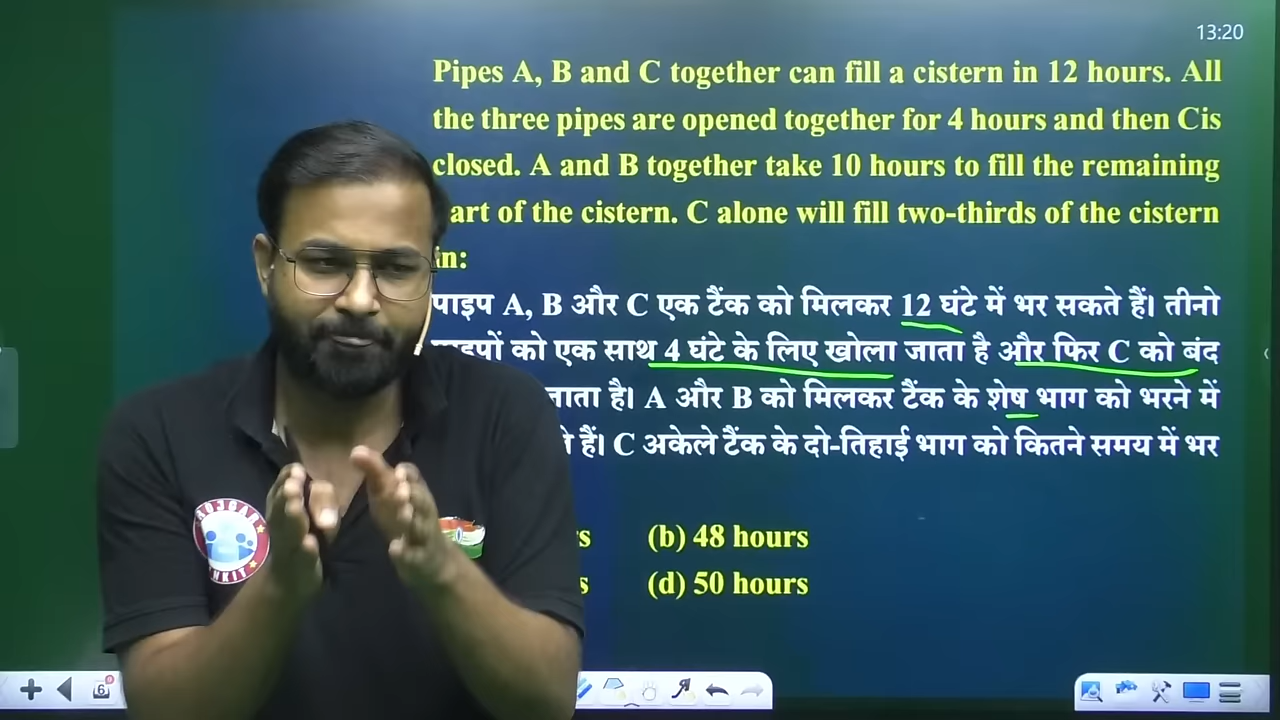 13:20
Pipes A, B and C together can fill a cistern in 12 hours. All
the three pipes are opened together for 4 hours and then Cis
closed. A and B together take 10 hours to fill the remaining
art of the cistern. C alone will fill two-thirds of the cistern
in:
पाइप A, B और C एक टैंक को मिलकर 12 घंटे में भर सकते हैं। तीनो
को एक साथ 4 घंटे के लिए खोला जाता है और फिर C को बंद
जाता है। A और B को मिलकर टैंक के शेष भाग को भरने में
हैं। C अकेले टैंक के दो-तिहाई भाग को कितने समय में भर
(b) 48 hours
(d) 50 hours